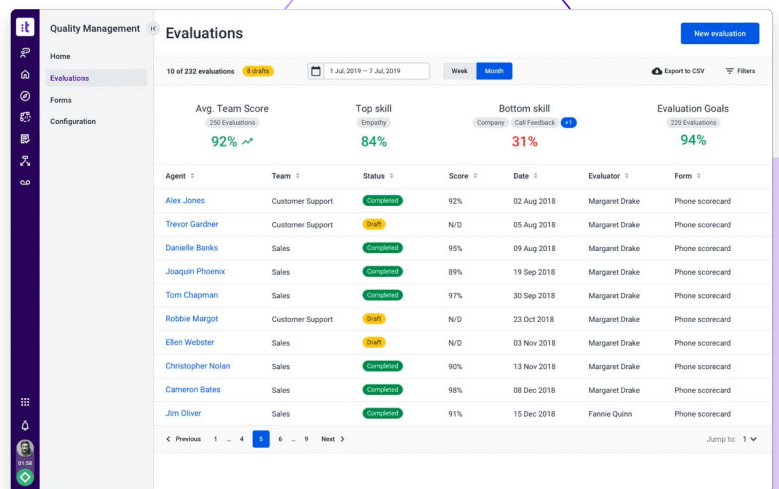 :t
Quality Management
Evaluations
New evaluation
Home
Evaluations
Forms
Configuration
10 of 232 evaluations
8 drafts
1 Jul, 2019 – 7 Jul, 2019
Week
Month
Export to CSV
Filters
Avg. Team Score
250 Evaluations
92%
Top skill
Empathy
84%
Bottom skill
Company
Call Feedback
+1
31%
Evaluation Goals
220 Evaluations
94%
Agent Team Status Score Date Evaluator Form
Alex Jones Customer Support Completed 92% 02 Aug 2018 Margaret Drake Phone scorecard
Trevor Gardner Customer Support Draft N/D 05 Aug 2018 Margaret Drake Phone scorecard
Danielle Banks Sales Completed 95% 09 Aug 2018 Margaret Drake Phone scorecard
Joaquin Phoenix Sales Completed 89% 19 Sep 2018 Margaret Drake Phone scorecard
Tom Chapman Sales Completed 97% 30 Sep 2018 Margaret Drake Phone scorecard
Robbie Margot Customer Support Draft N/D 23 Oct 2018 Margaret Drake Phone scorecard
Ellen Webster Sales Draft N/D 03 Nov 2018 Margaret Drake Phone scorecard
Christopher Nolan Sales Completed 90% 13 Nov 2018 Margaret Drake Phone scorecard
Cameron Bates Sales Completed 98% 08 Dec 2018 Margaret Drake Phone scorecard
Jim Oliver Sales Completed 91% 15 Dec 2018 Fannie Quinn Phone scorecard
Previous 1 ... 4 5 6 ... 9 Next
Jump to: 1
01:58